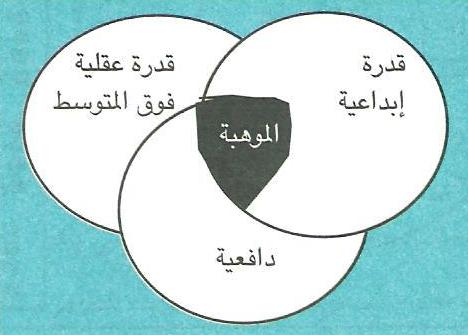 قدرة
إبداعية
قدرة عقلية
فوق المتوسط
الموهبة
دافعية